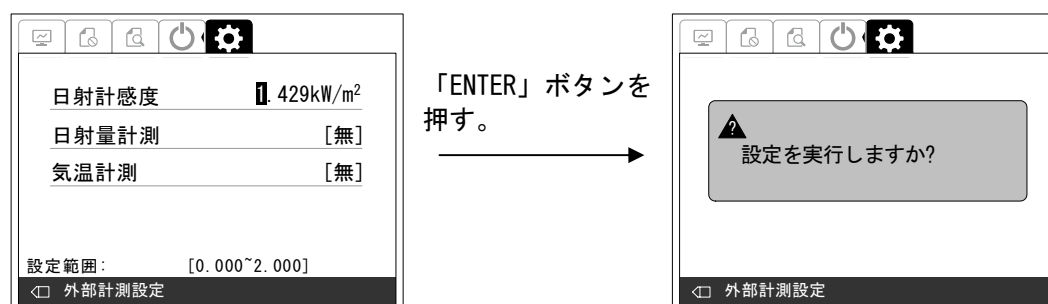 日射計感度 1.429kW/m²
日射量計測 [無]
気温計測 [無]
設定範囲: [0.000~2.000]
外部計測設定
「ENTER」ボタンを
押す。
?
設定を実行しますか?
外部計測設定